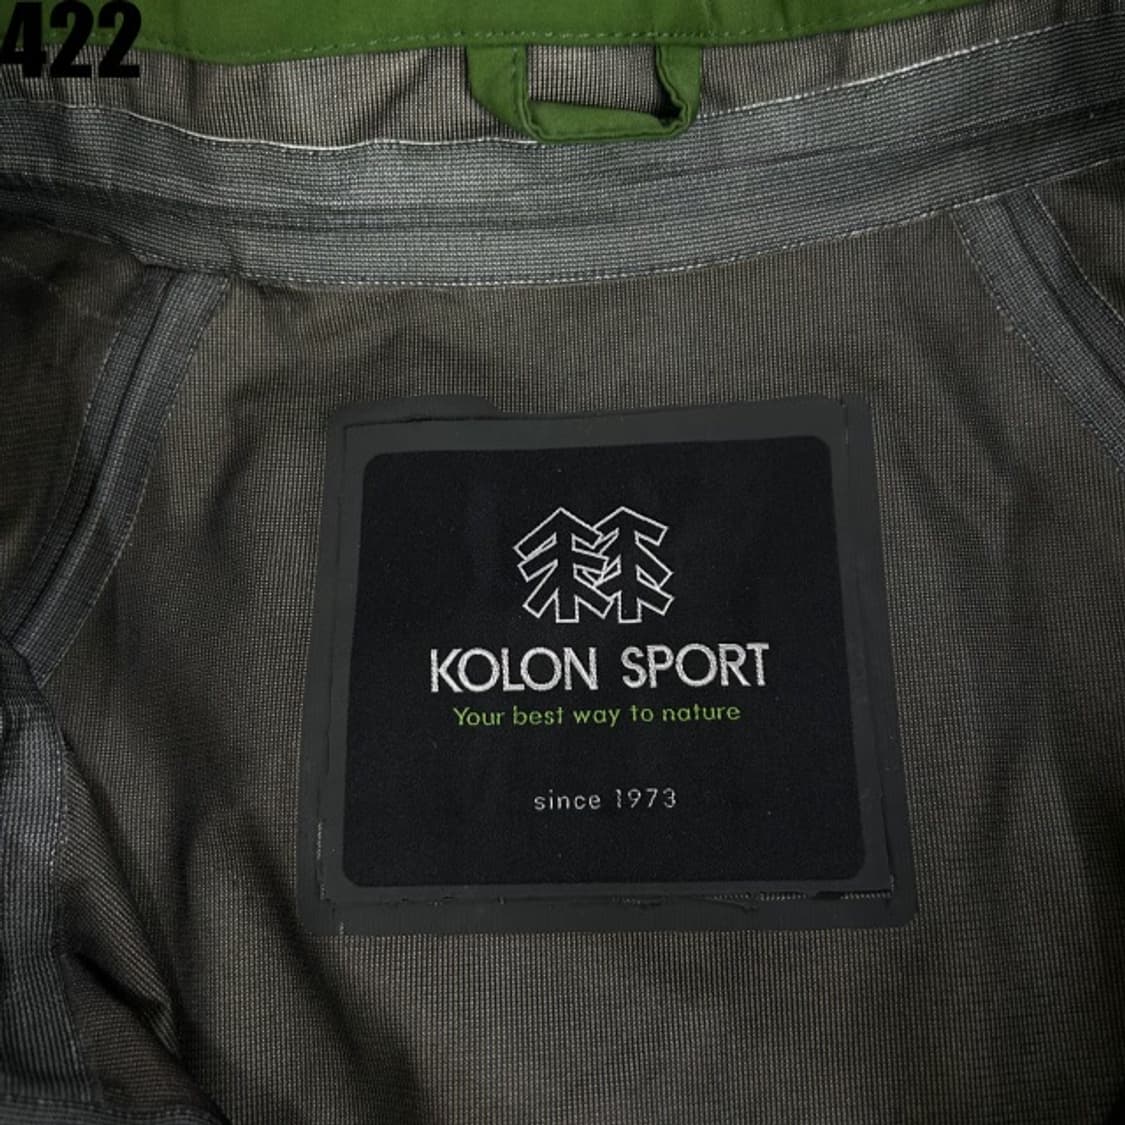 422
KOLON SPORT
Your best way to nature
since 1973